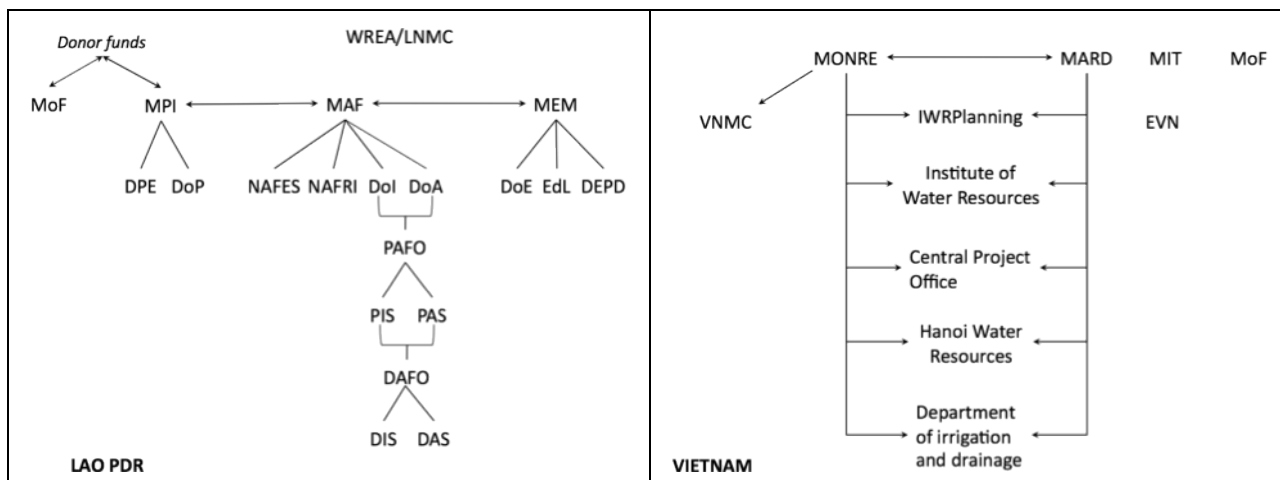 Donor funds
WREA/LNMC
MoF MPI MAF MEM
DPE DoP NAFES NAFRI DoI DoA DoE EdL DEPD
PAFO
PIS PAS
DAFO
DIS DAS
LAO PDR
MONRE MARD MIT MoF
VNMC IWRPlanning EVN
Institute of
Water Resources
Central Project
Office
Hanoi Water
Resources
Department
of irrigation
and drainage
VIETNAM